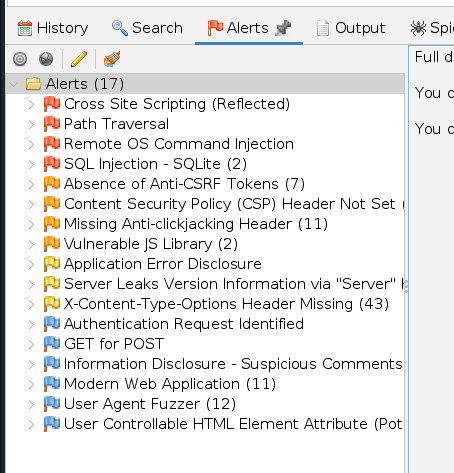 History Search Alerts Output Spi
Full d
Alerts (17)
You c
Cross Site Scripting (Reflected)
Path Traversal
You c
Remote OS Command Injection
SQL Injection - SQLite (2)
Absence of Anti-CSRF Tokens (7)
Content Security Policy (CSP) Header Not Set (
Missing Anti-clickjacking Header (11)
Vulnerable JS Library (2)
Application Error Disclosure
Server Leaks Version Information via "Server" H
X-Content-Type-Options Header Missing (43)
Authentication Request Identified
GET for POST
Information Disclosure - Suspicious Comments
Modern Web Application (11)
User Agent Fuzzer (12)
User Controllable HTML Element Attribute (Pot